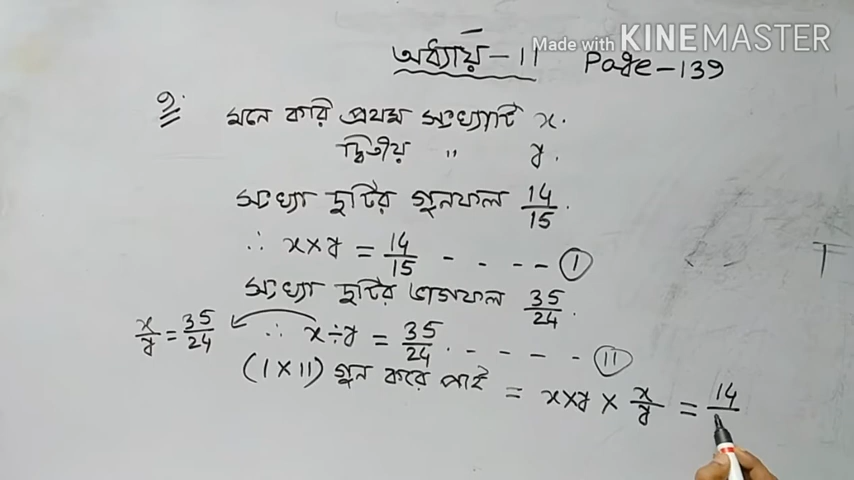 Made with KINEMASTER
অধ্যায় - 11 Page - 139
মনে করি প্রথম সংখ্যাটি x.
দ্বিতীয় " y.
সংখ্যা দুটির গুনফল 14/15.
∴ x×y = 14/15 - - - - - (I)
সংখ্যা দুটির ভাগফল 35/24.
x/y = 35/24 ∴ x÷y = 35/24 . - - - - - (II)
(I × II) গুন করে পাই = x×y × x/y = 14